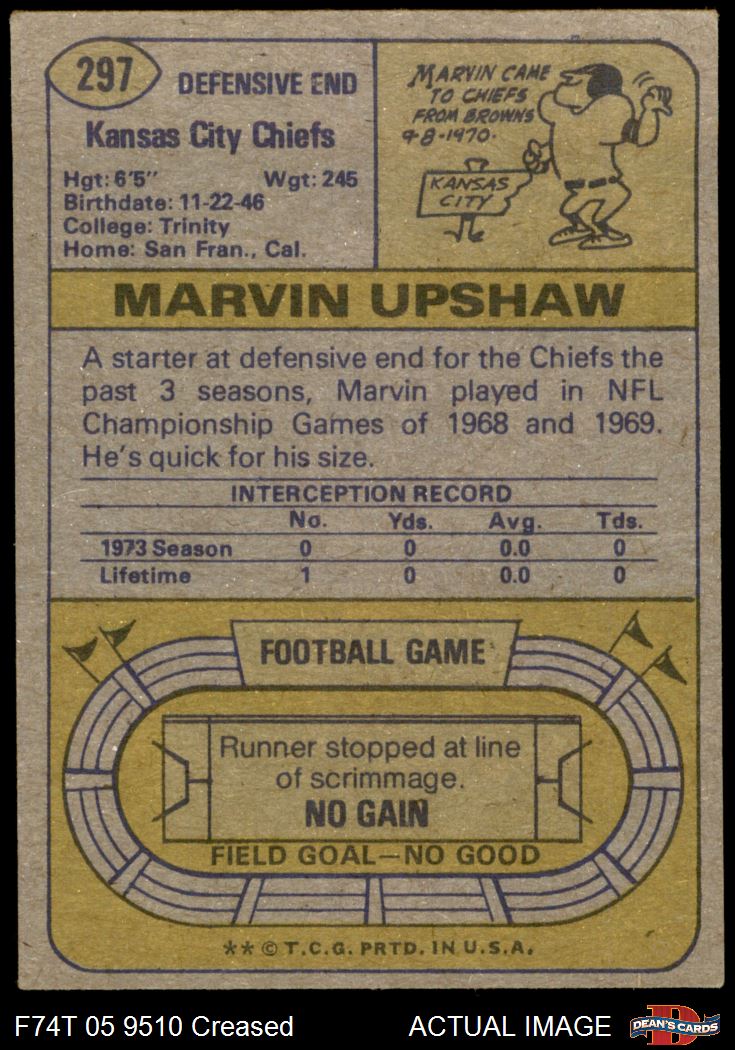 297
DEFENSIVE END
Kansas City Chiefs
Hgt: 6'5" Wgt: 245
Birthdate: 11-22-46
College: Trinity
Home: San Fran., Cal.
MARVIN CAME
TO CHIEFS
FROM BROWNS
9-8-1970.
KANSAS
CITY
MARVIN UPSHAW
A starter at defensive end for the Chiefs the
past 3 seasons, Marvin played in NFL
Championship Games of 1968 and 1969.
He's quick for his size.
INTERCEPTION RECORD
No. Yds. Avg. Tds.
1973 Season 0 0 0.0 0
Lifetime 1 0 0.0 0
FOOTBALL GAME
Runner stopped at line
of scrimmage.
NO GAIN
FIELD GOAL—NO GOOD
** © T.C.G. PRTD. IN U.S.A.
F74T 05 9510 Creased ACTUAL IMAGE
D
DEAN'S CARDS